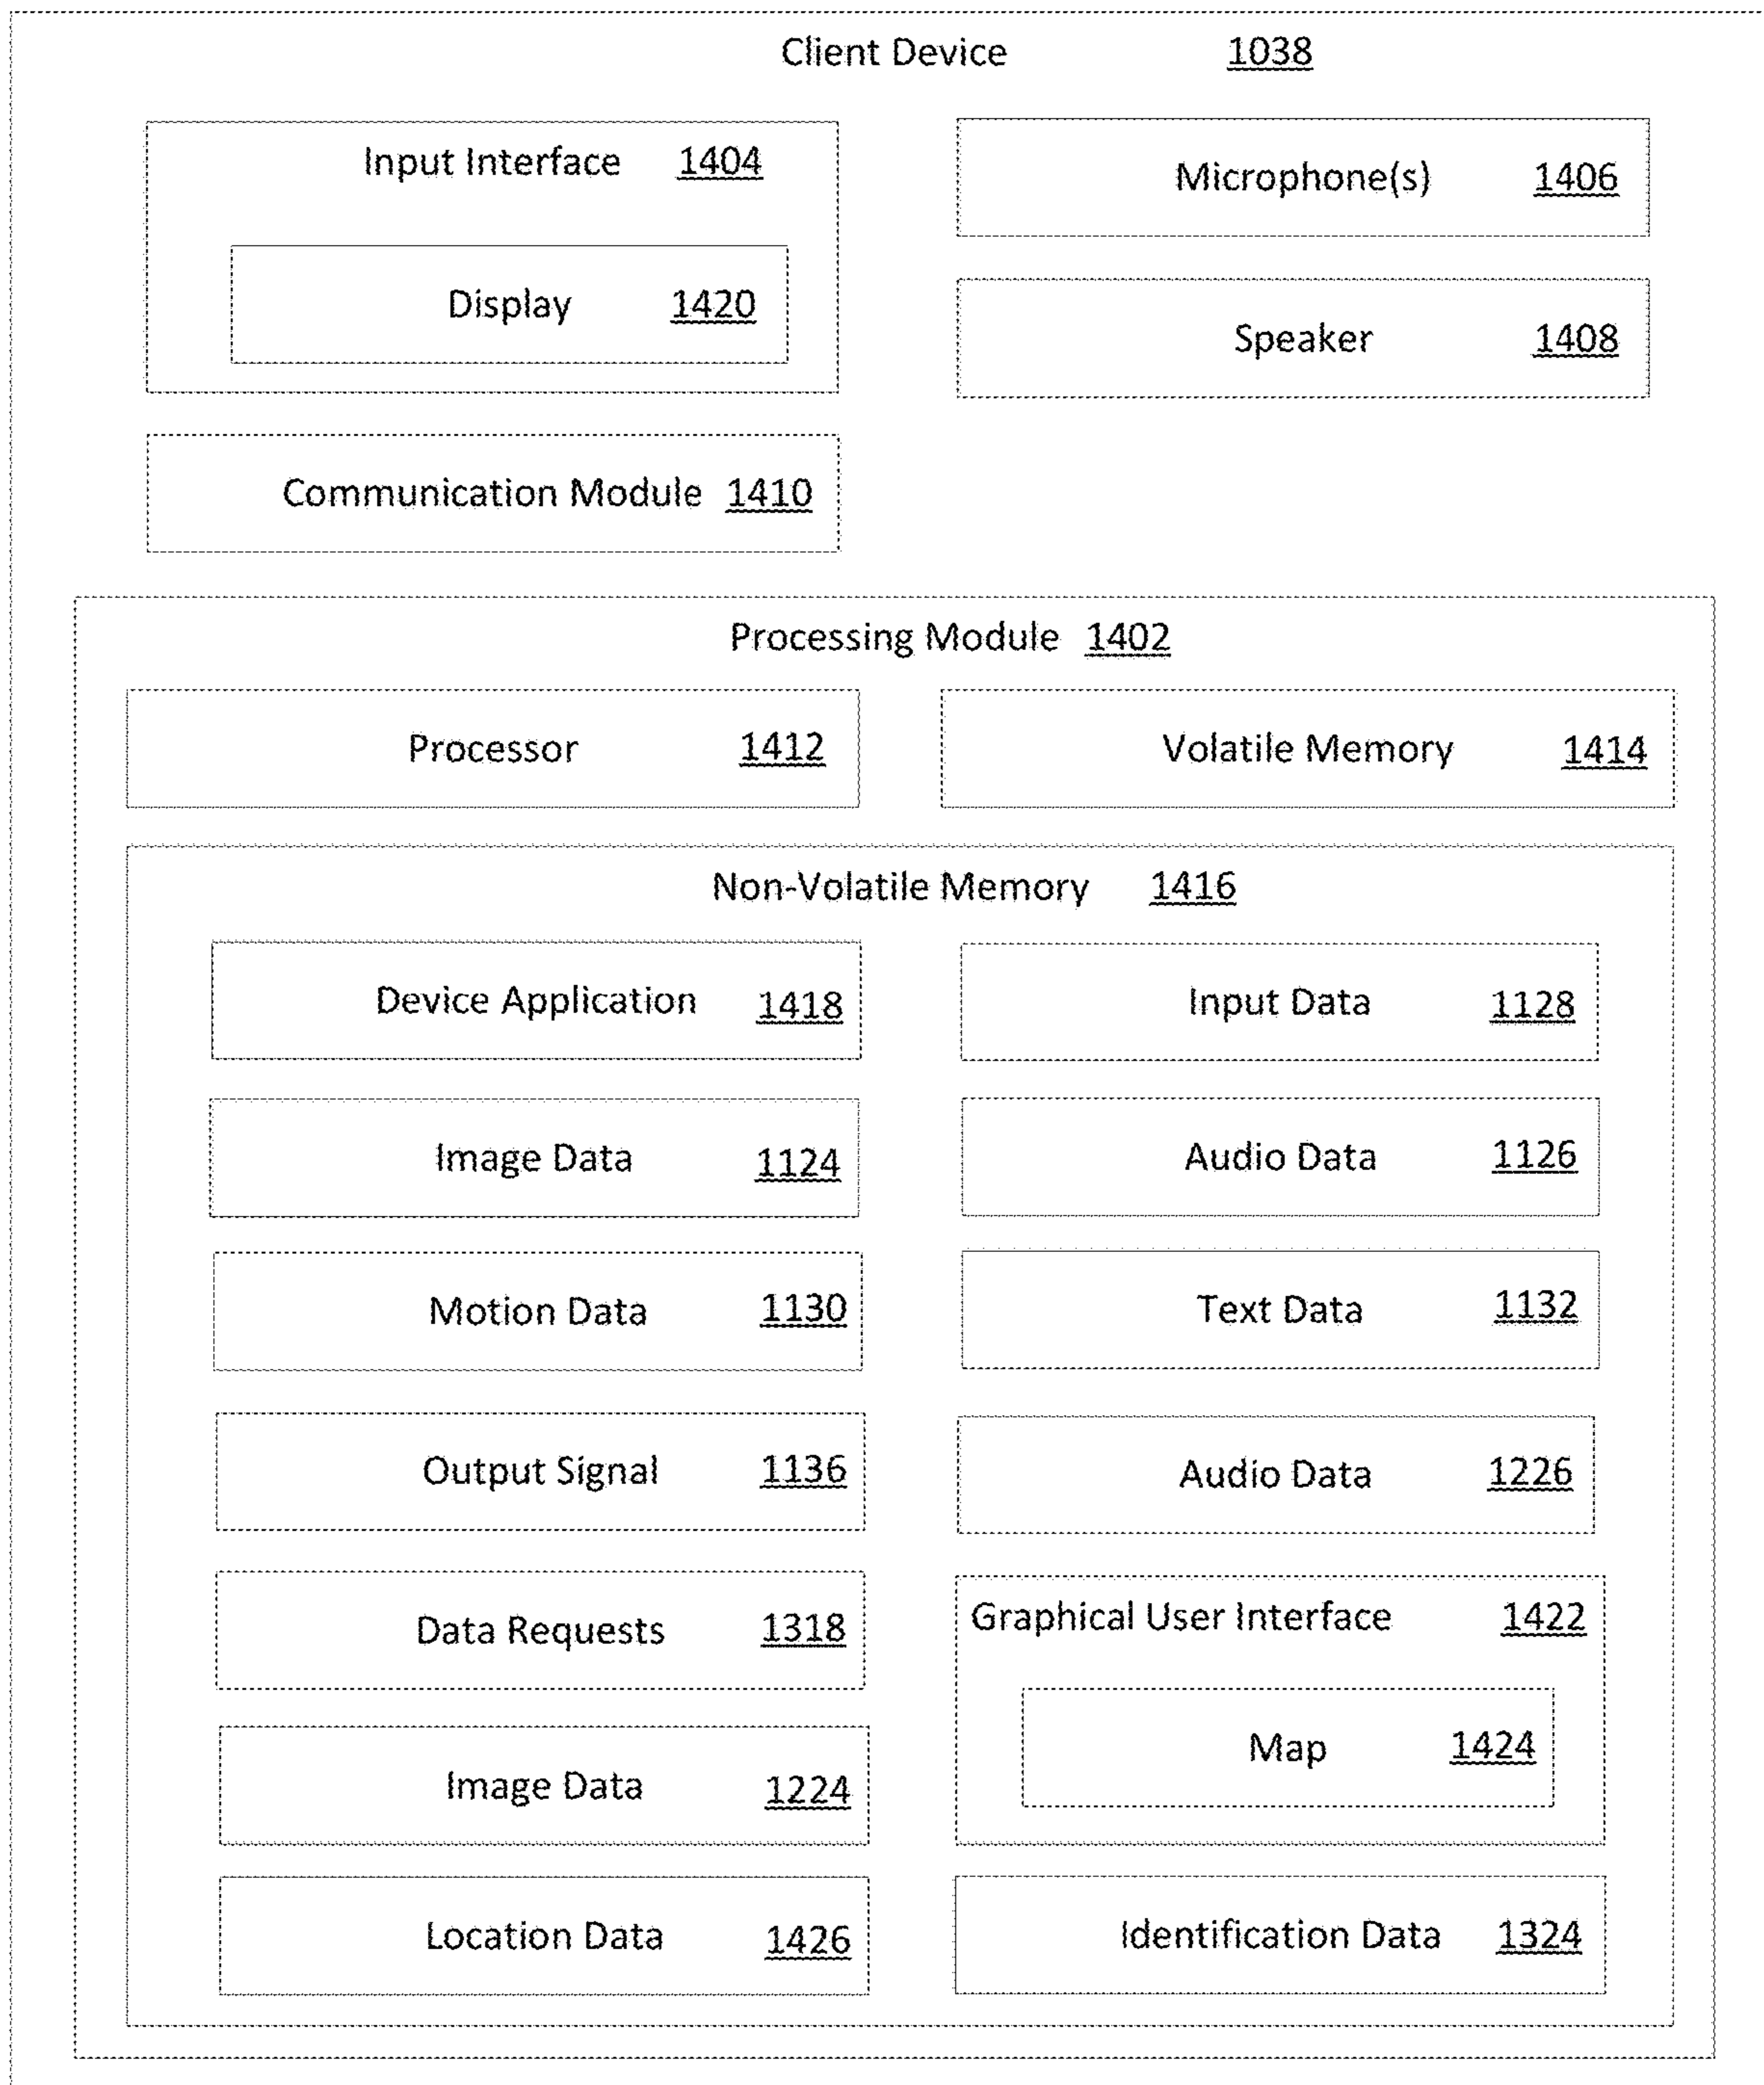 Client Device 1038
Input Interface 1404
Microphone(s) 1406
Display 1420
Speaker 1408
Communication Module 1410
Processing Module 1402
Processor 1412
Volatile Memory 1414
Non-Volatile Memory 1416
Device Application 1418
Input Data 1128
Image Data 1124
Audio Data 1126
Motion Data 1130
Text Data 1132
Output Signal 1136
Audio Data 1226
Data Requests 1318
Graphical User Interface 1422
Map 1424
Image Data 1224
Location Data 1426
Identification Data 1324